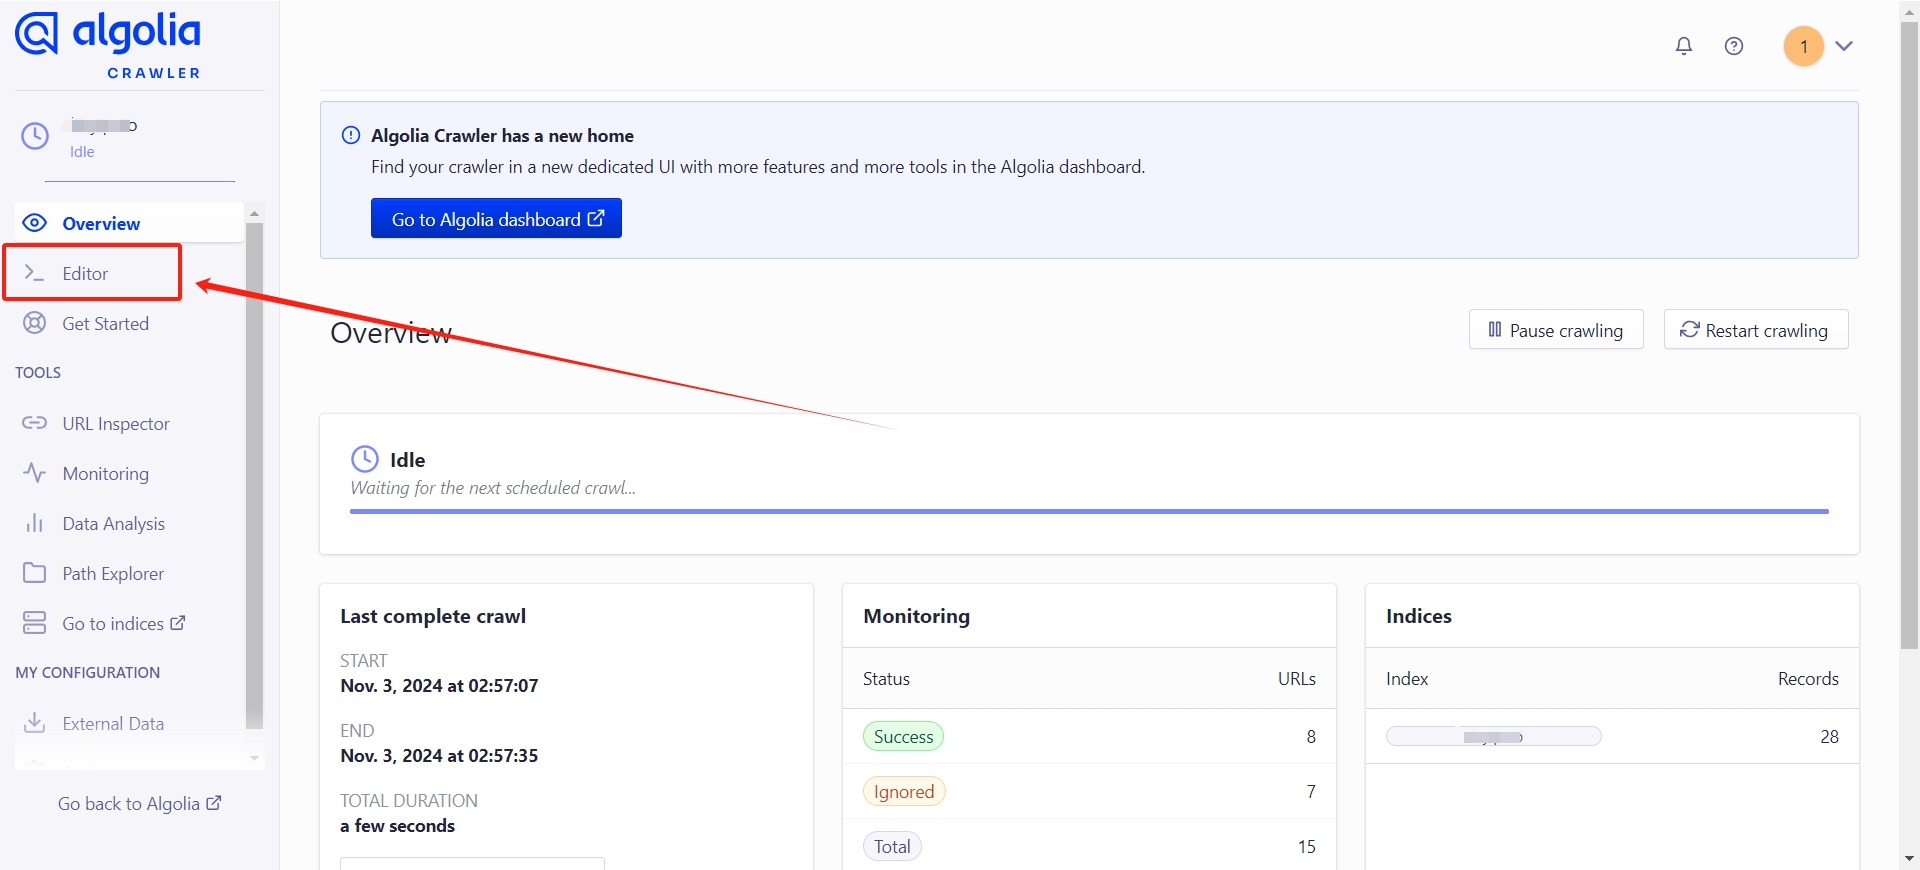 algolia
CRAWLER
Idle
Overview
Editor
Get Started
TOOLS
URL Inspector
Monitoring
Data Analysis
Path Explorer
Go to indices
MY CONFIGURATION
External Data
Go back to Algolia
1
Algolia Crawler has a new home
Find your crawler in a new dedicated UI with more features and more tools in the Algolia dashboard.
Go to Algolia dashboard
Overview
Pause crawling
Restart crawling
Idle
Waiting for the next scheduled crawl...
Last complete crawl
START
Nov. 3, 2024 at 02:57:07
END
Nov. 3, 2024 at 02:57:35
TOTAL DURATION
a few seconds
Monitoring
Status URLs
Success 8
Ignored 7
Total 15
Indices
Index Records
28